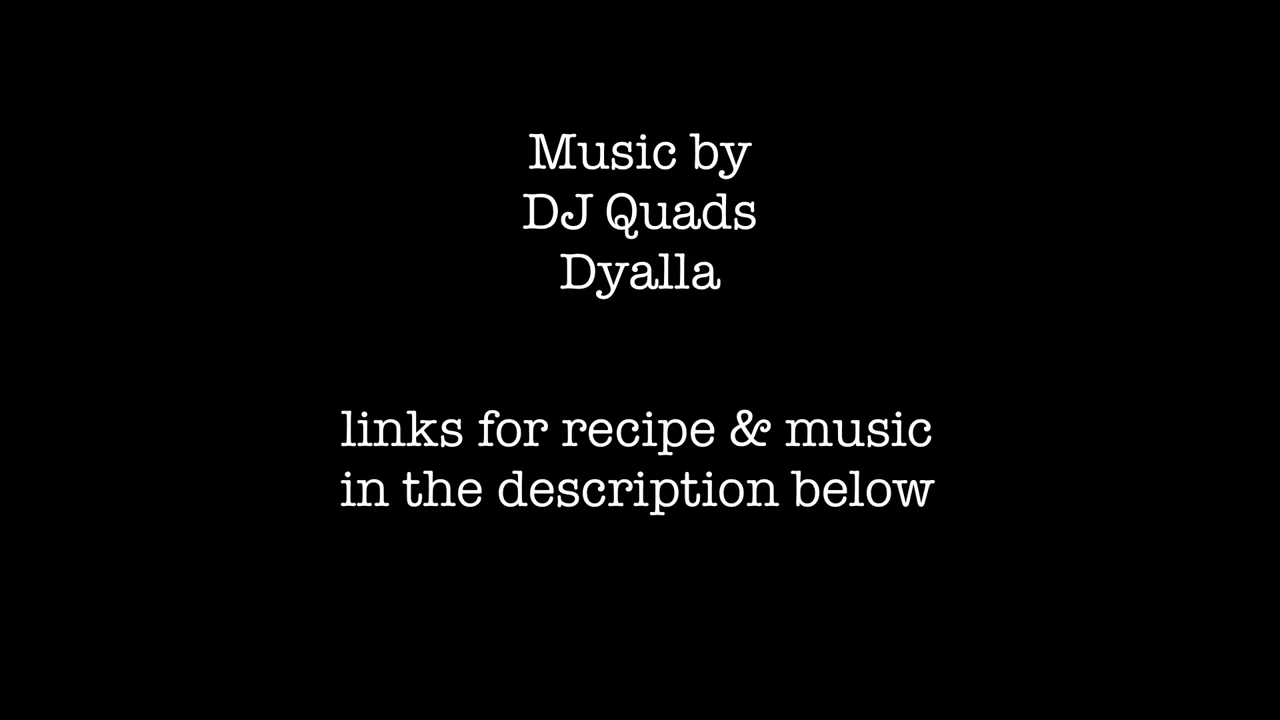 Music by
DJ Quads
Dyalla
links for recipe & music
in the description below